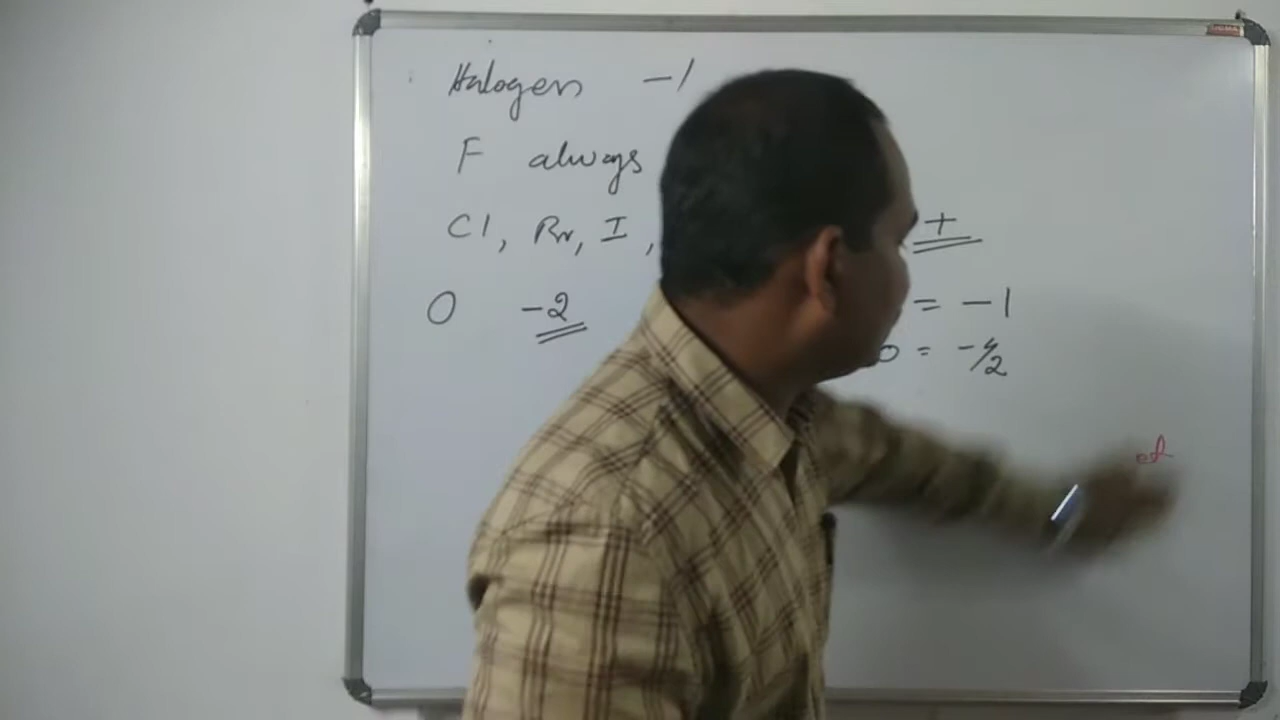 Halogen -1
F always
Cl, Br, I, +
O -2 = -1
o = -1/2